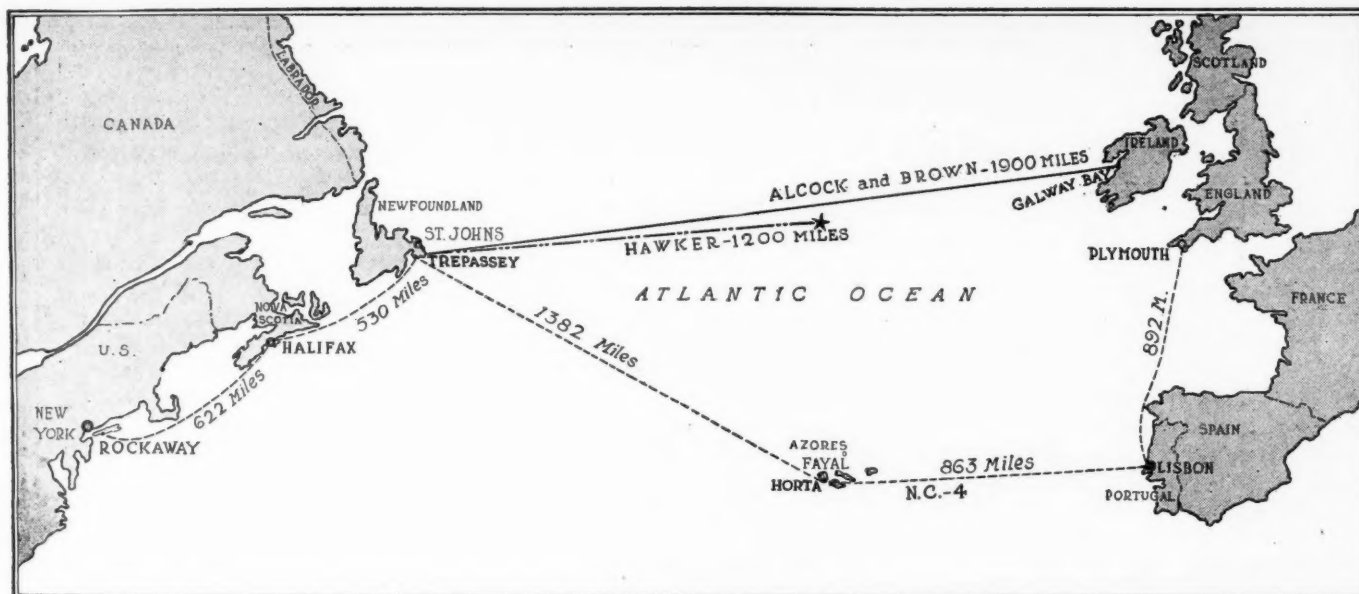 LABRADOR
CANADA
NEWFOUNDLAND
ST. JOHNS
TREPASSEY
NOVA
SCOTIA
HALIFAX
U.S.
NEW
YORK
ROCKAWAY
622 Miles
530 Miles
1382 Miles
ALCOCK and BROWN-1900 MILES
HAWKER-1200 MILES
ATLANTIC OCEAN
AZORES
FAYAL
HORTA
863 Miles
N.C.-4
SCOTLAND
IRELAND
GALWAY BAY
ENGLAND
PLYMOUTH
FRANCE
892 M.
SPAIN
LISBON
PORTUGAL